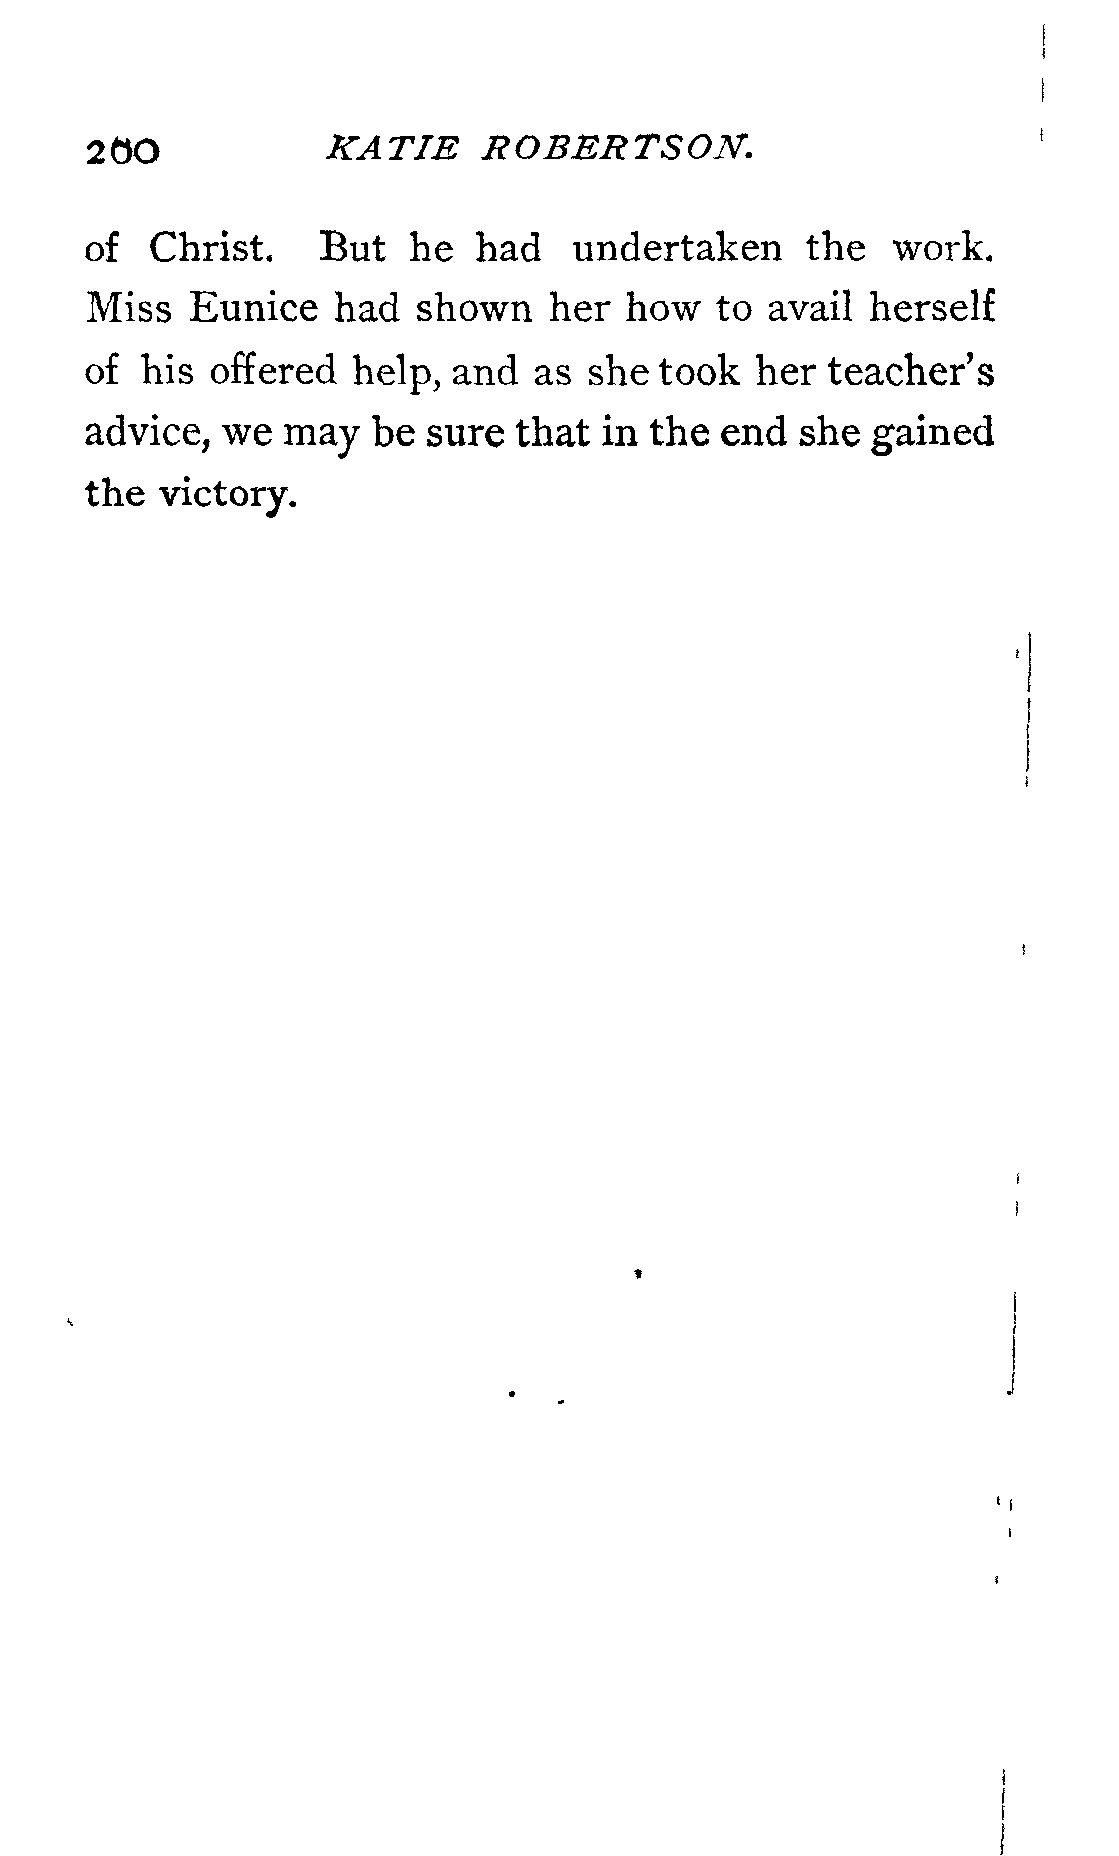 200 KATIE ROBERTSON.
of Christ. But he had undertaken the work.
Miss Eunice had shown her how to avail herself
of his offered help, and as she took her teacher's
advice, we may be sure that in the end she gained
the victory.